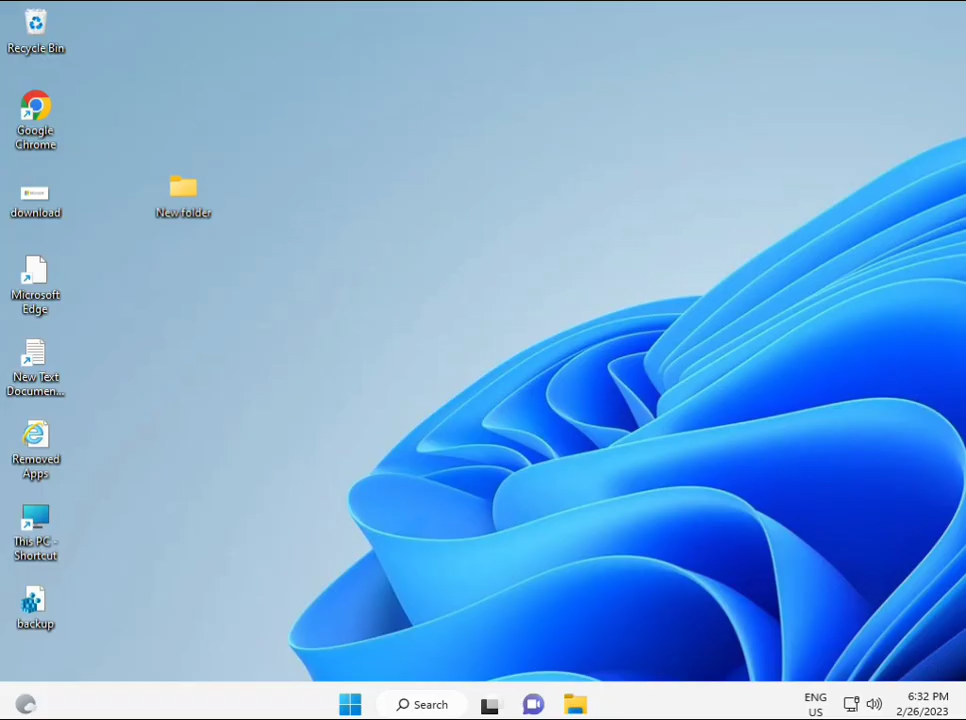 Recycle Bin
Google
Chrome
download
New folder
Microsoft
Edge
New Text
Documen...
Removed
Apps
This PC -
Shortcut
backup
Search
ENG
US
6:32 PM
2/26/2023